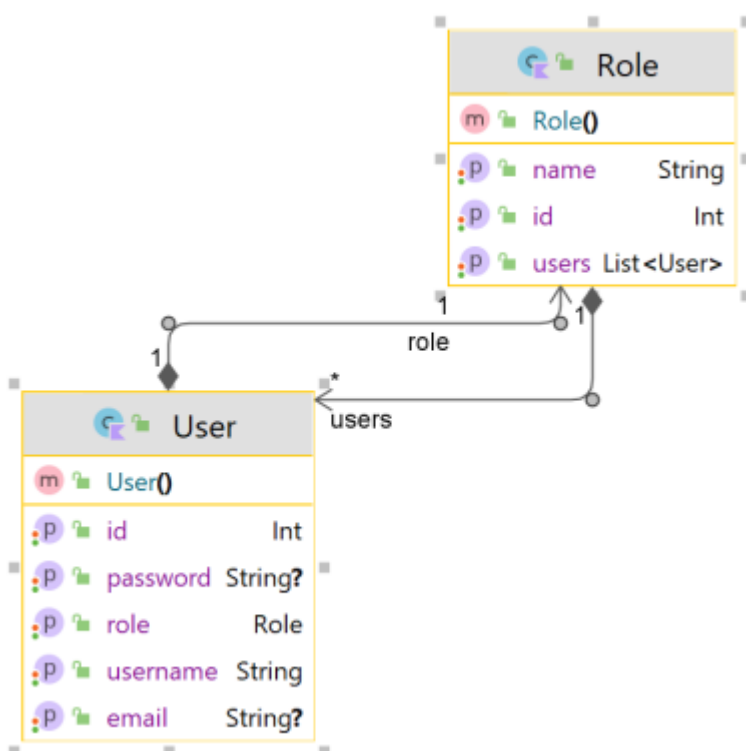 Role
m Role()
p name String
p id Int
p users List<User>
1
1
role
1
1
*
users
C User
m User()
p id Int
p password String?
p role Role
p username String
p email String?